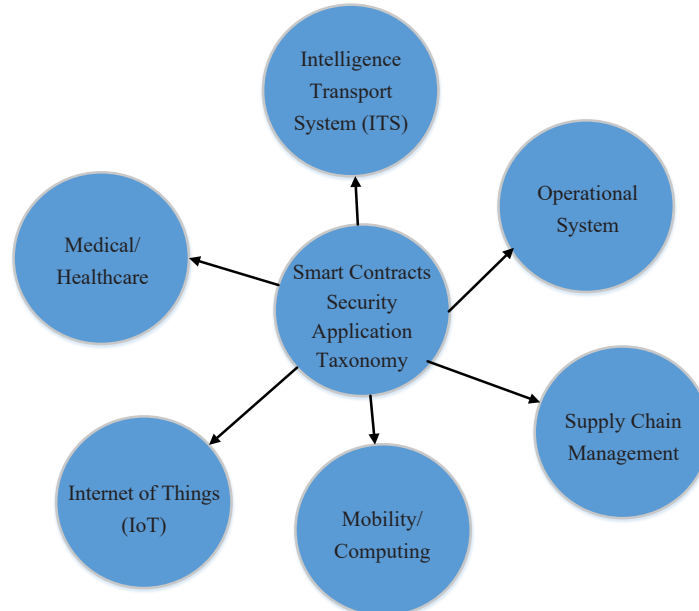 Intelligence
Transport
System (ITS)
Operational
System
Medical/
Healthcare
Smart Contracts
Security
Application
Taxonomy
Supply Chain
Management
Internet of Things
(IoT)
Mobility/
Computing